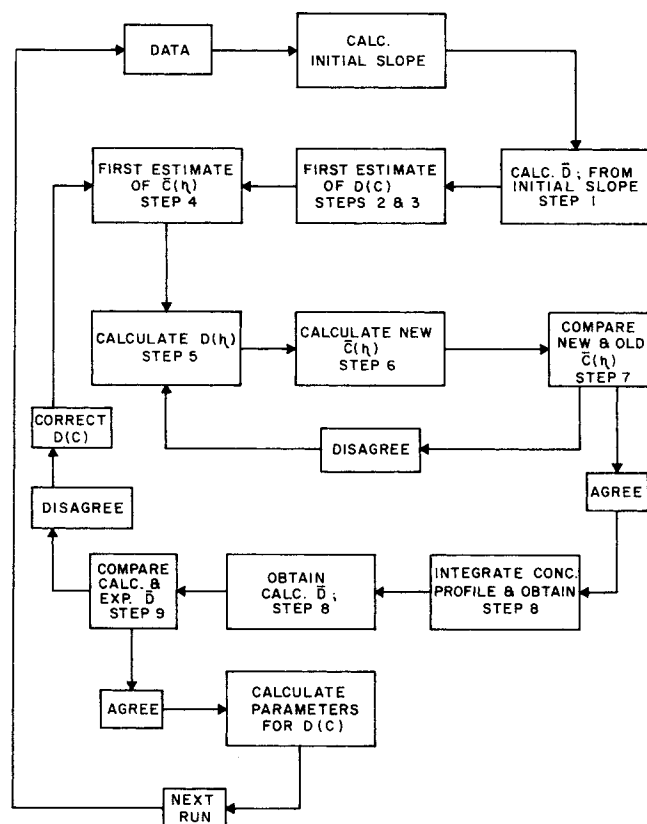 DATA
CALC.
INITIAL SLOPE
CALC. D̄; FROM
INITIAL SLOPE
STEP 1
FIRST ESTIMATE
OF D(C)
STEPS 2 & 3
FIRST ESTIMATE
OF C̄(η)
STEP 4
CALCULATE D(η)
STEP 5
CALCULATE NEW
C̄(η)
STEP 6
COMPARE
NEW & OLD
C̄(η)
STEP 7
DISAGREE
AGREE
INTEGRATE CONC.
PROFILE & OBTAIN
STEP 8
OBTAIN
CALC. D̄;
STEP 8
COMPARE
CALC. &
EXP. D̄
STEP 9
DISAGREE
CORRECT
D(C)
AGREE
CALCULATE
PARAMETERS
FOR D(C)
NEXT
RUN